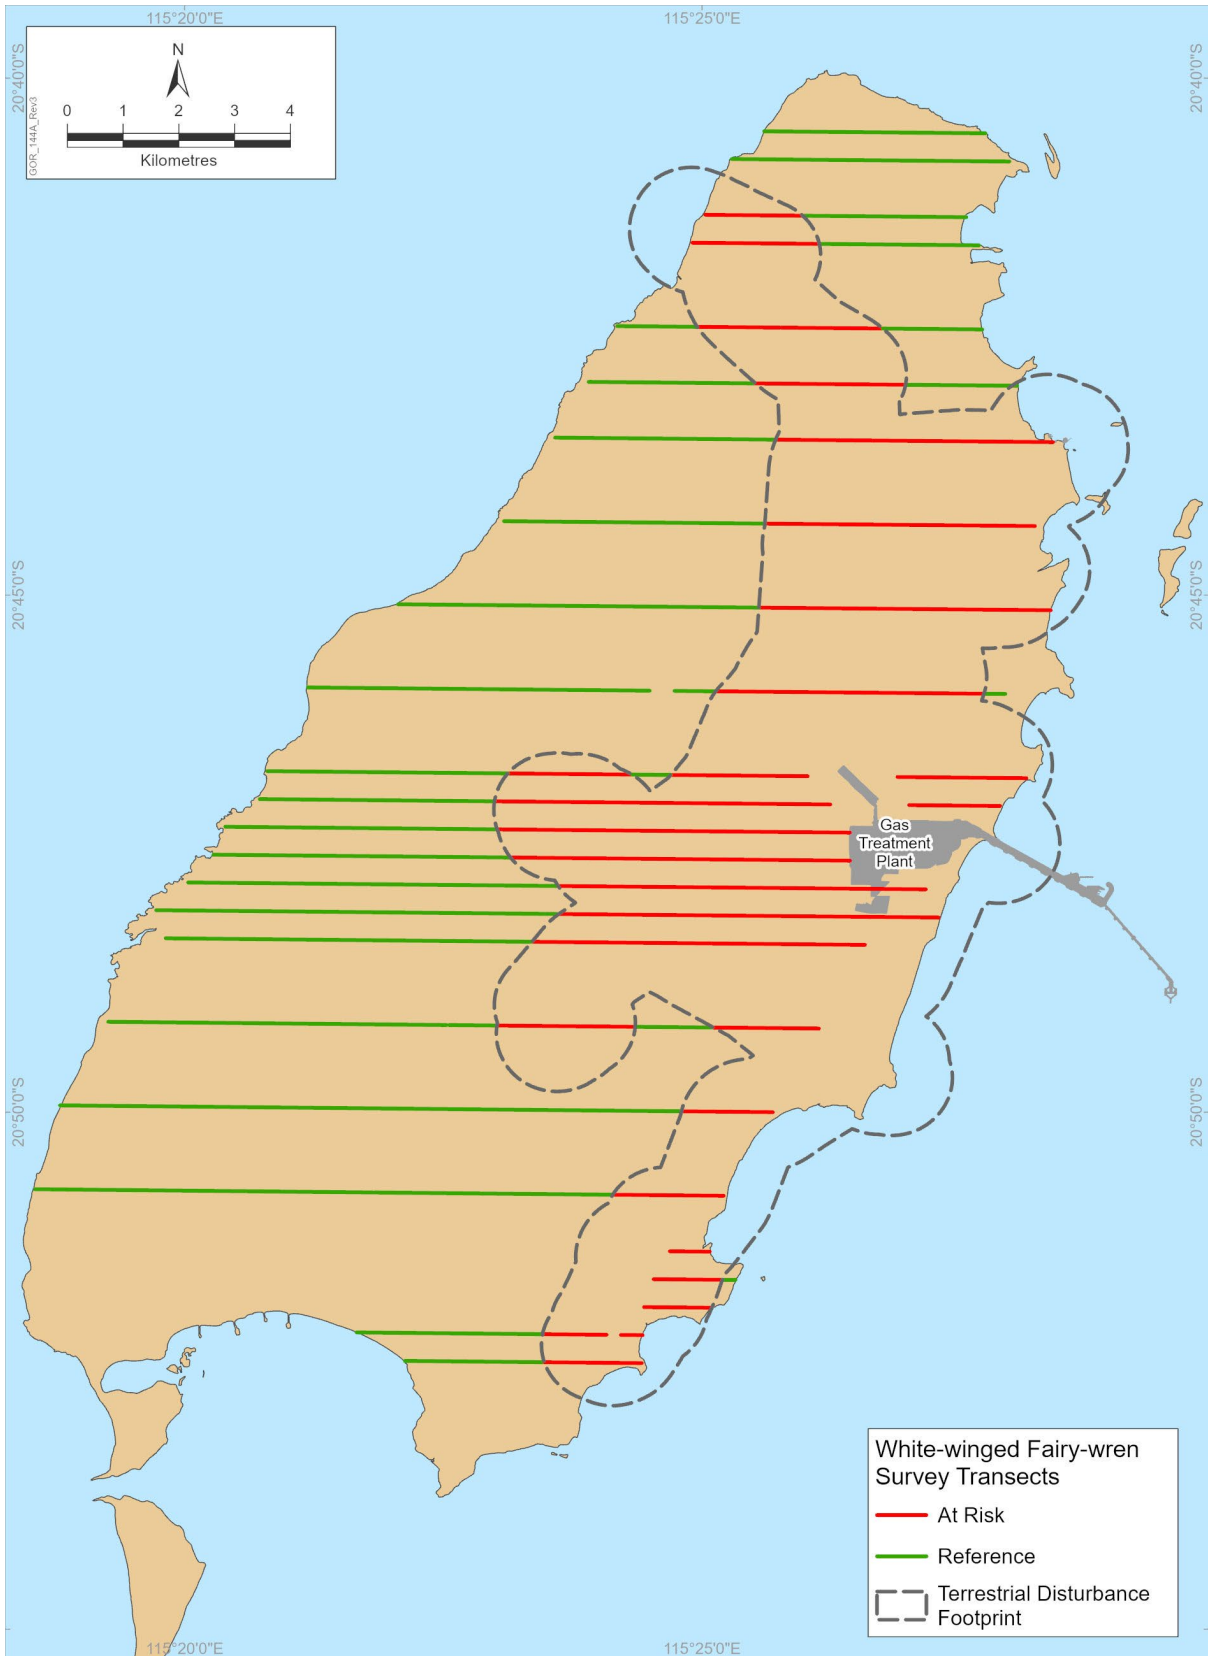 115°20'0"E
115°25'0"E
20°40'0"S
20°40'0"S
N
0 1 2 3 4
Kilometres
GOR_144A_Rev3
20°45'0"S
20°45'0"S
Gas
Treatment
Plant
20°50'0"S
20°50'0"S
White-winged Fairy-wren
Survey Transects
At Risk
Reference
Terrestrial Disturbance
Footprint
115°20'0"E
115°25'0"E